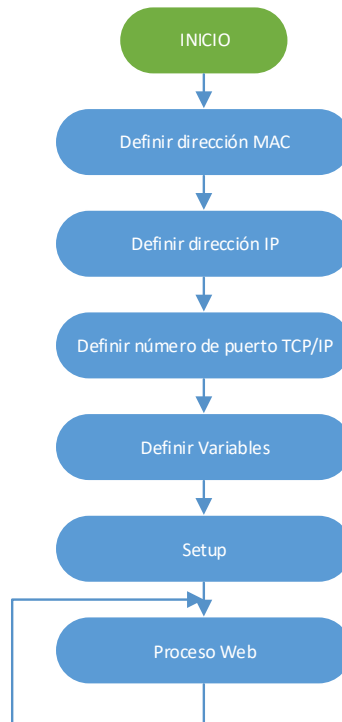 INICIO
Definir dirección MAC
Definir dirección IP
Definir número de puerto TCP/IP
Definir Variables
Setup
Proceso Web